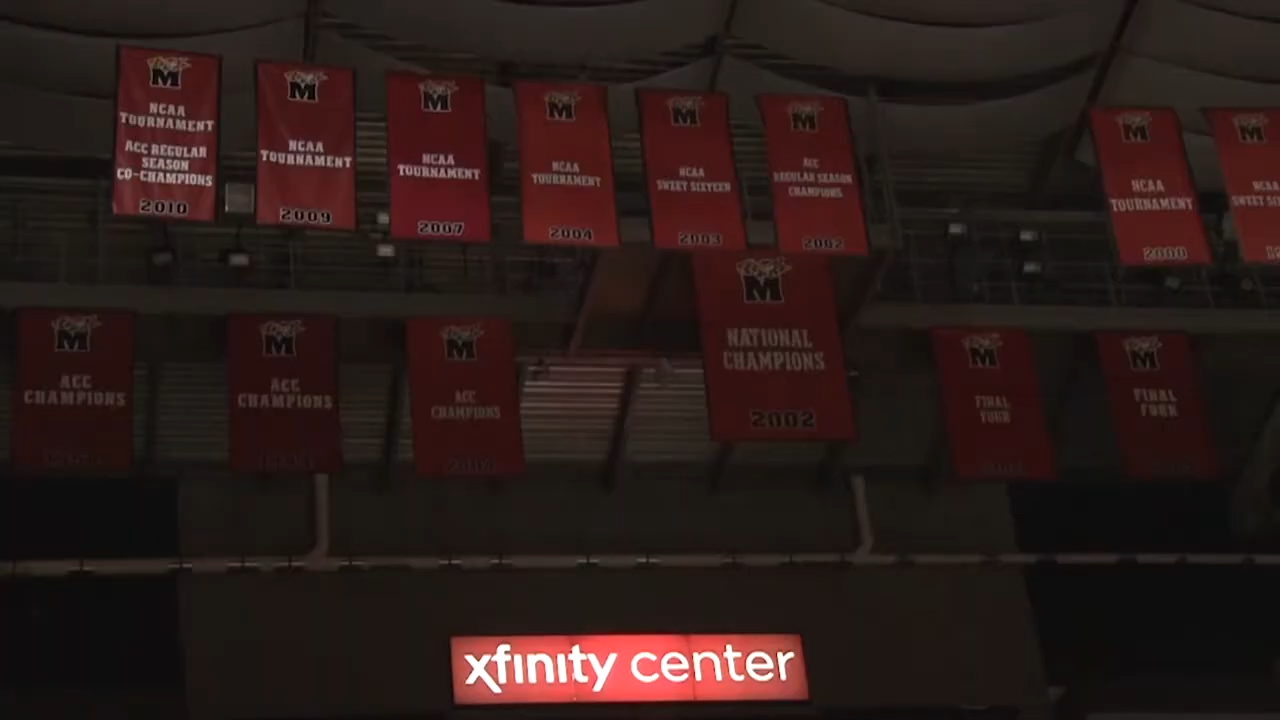 M
NCAA
TOURNAMENT
ACC REGULAR
SEASON
CO-CHAMPIONS
2010
M
NCAA
TOURNAMENT
2009
M
NCAA
TOURNAMENT
2007
M
NCAA
TOURNAMENT
2004
M
NCAA
SWEET SIXTEEN
2003
M
ACC
REGULAR SEASON
CHAMPIONS
2002
M
NCAA
TOURNAMENT
2000
M
SWEET
M
ACC
CHAMPIONS
M
ACC
CHAMPIONS
M
ACC
CHAMPIONS
2004
M
NATIONAL
CHAMPIONS
2002
M
FINAL
FOUR
M
FINAL
FOUR
xfinity center